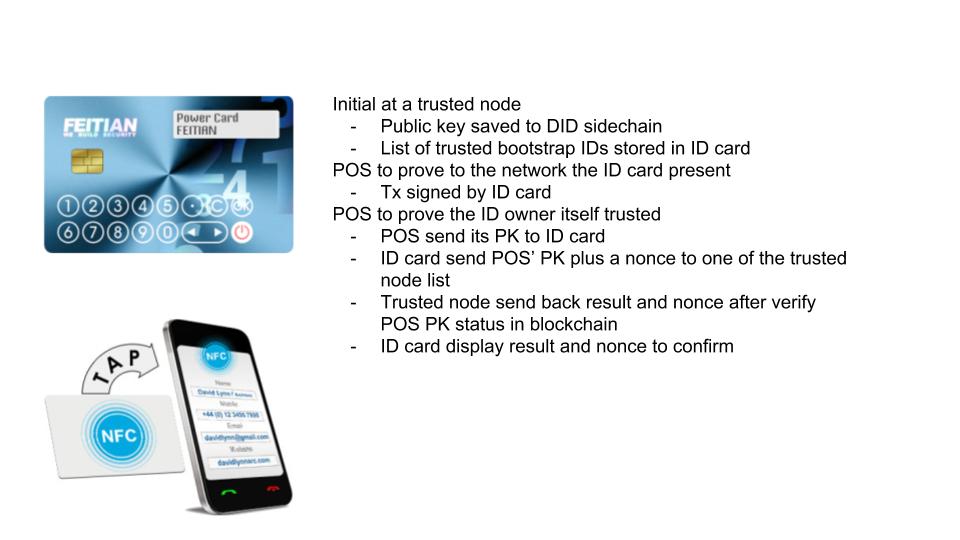 FEITIAN
WE BUILD SECURITY
Power Card
FEITIAN
1 2 3 4 5 · C OK
6 7 8 9 0
Initial at a trusted node
- Public key saved to DID sidechain
- List of trusted bootstrap IDs stored in ID card
POS to prove to the network the ID card present
- Tx signed by ID card
POS to prove the ID owner itself trusted
- POS send its PK to ID card
- ID card send POS’ PK plus a nonce to one of the trusted
node list
- Trusted node send back result and nonce after verify
POS PK status in blockchain
- ID card display result and nonce to confirm
TAP
NFC
NFC
Name
David Lynn
Mobile
+44 (0) 12 3456 7898
Email
davidlynn@gmail.com
Website
davidlynnarc.com